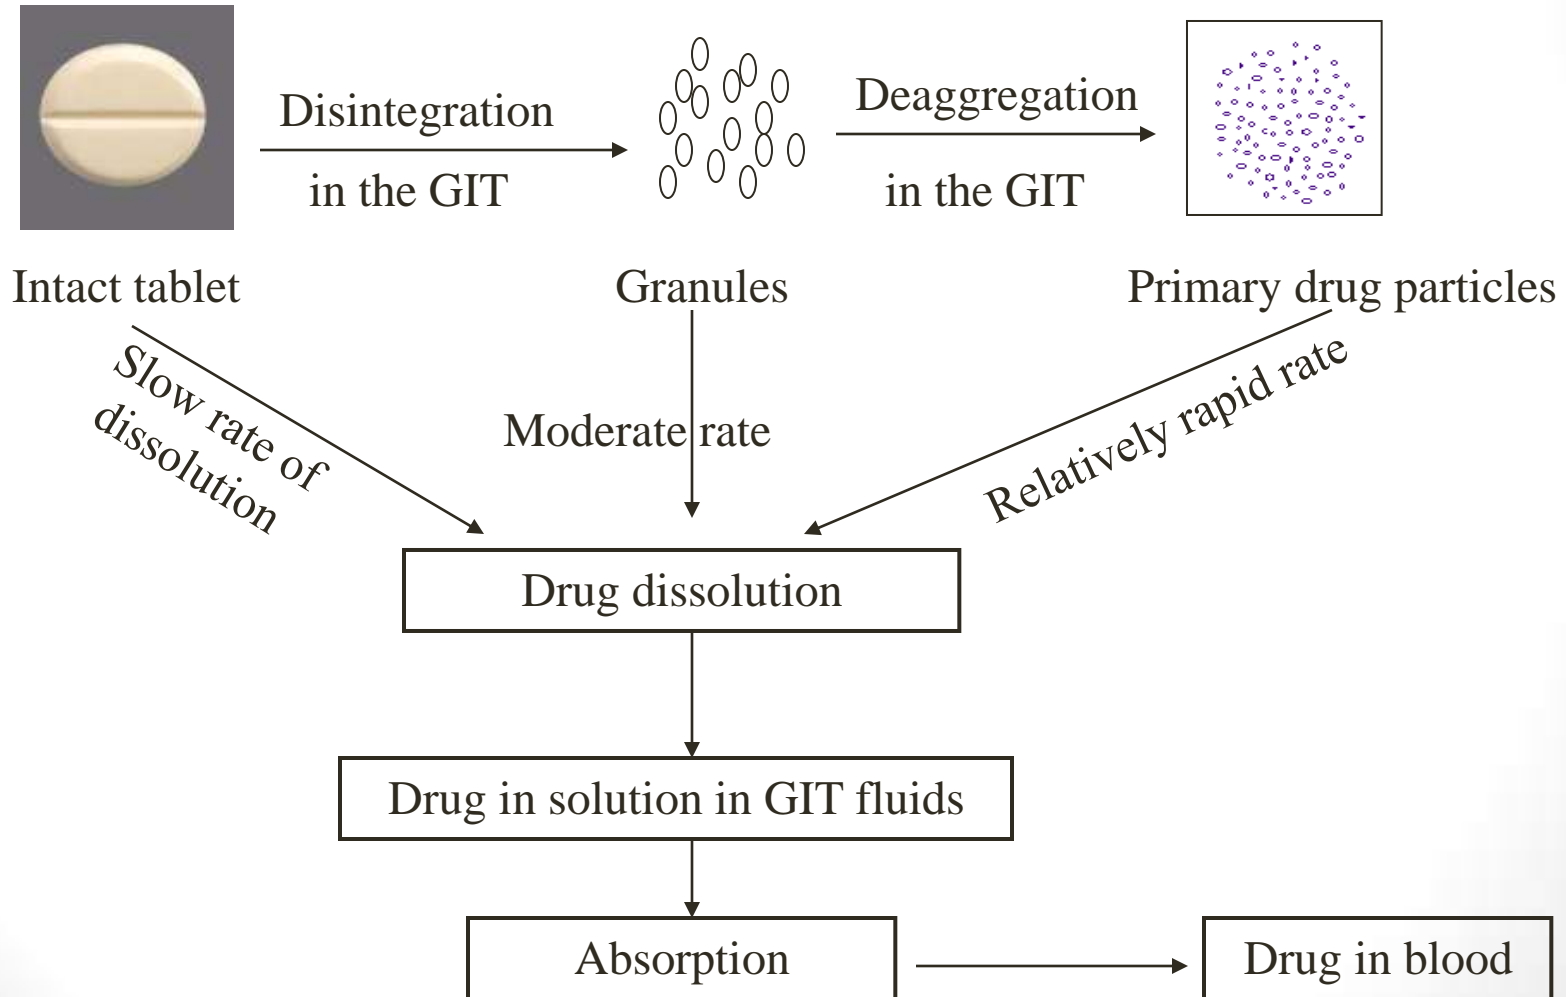 Disintegration
in the GIT
Deaggregation
in the GIT
Intact tablet
Granules
Primary drug particles
Slow rate of
dissolution
Moderate rate
Relatively rapid rate
Drug dissolution
Drug in solution in GIT fluids
Absorption
Drug in blood